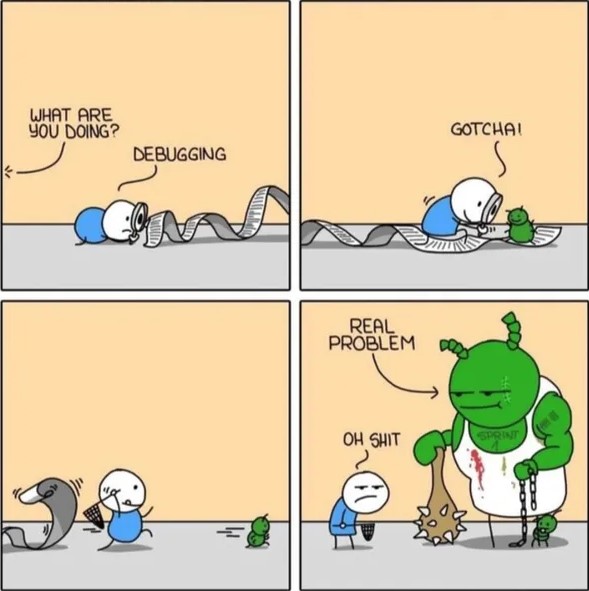 WHAT ARE
YOU DOING?
DEBUGGING
GOTCHA!
REAL
PROBLEM
OH SHIT
SPRINT